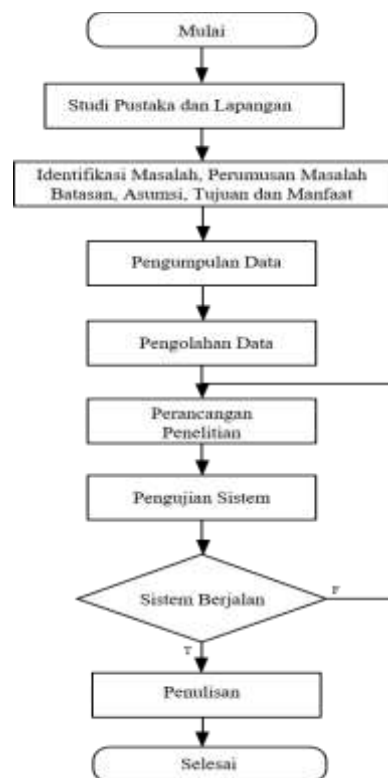 Mulai
Studi Pustaka dan Lapangan
Identifikasi Masalah, Perumusan Masalah
Batasan, Asumsi, Tujuan dan Manfaat
Pengumpulan Data
Pengolahan Data
Perancangan
Penelitian
Pengujian Sistem
Sistem Berjalan
F
T
Penulisan
Selesai